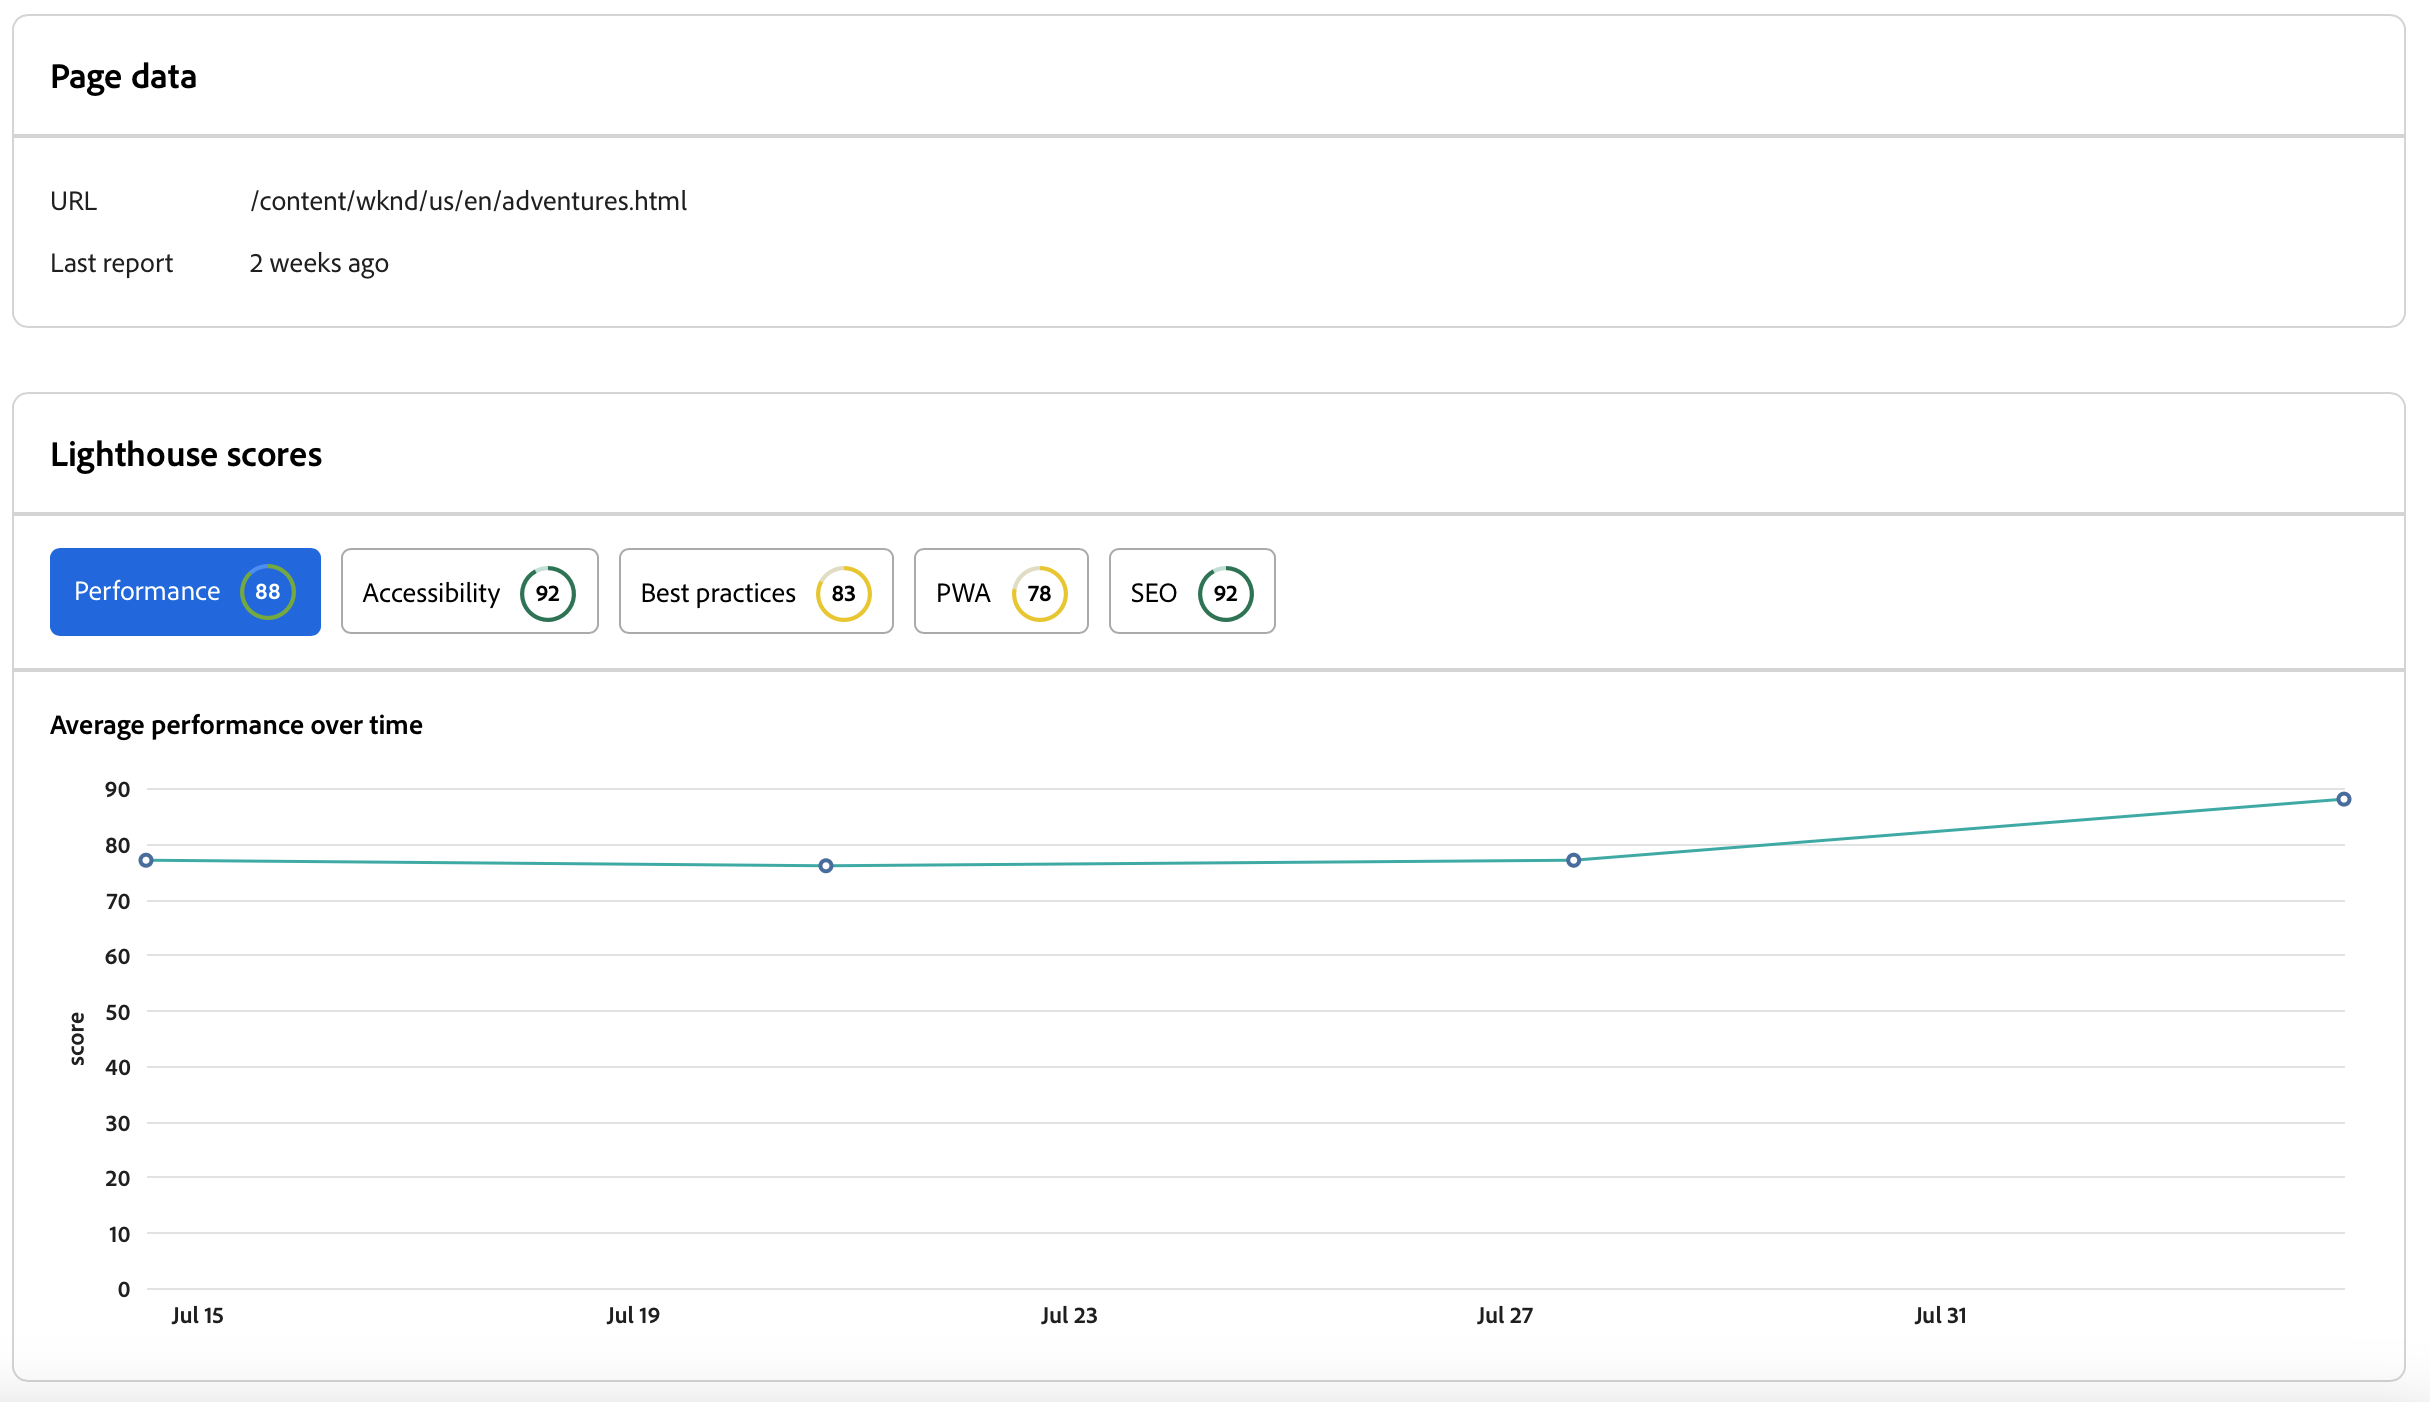 Page data
URL /content/wknd/us/en/adventures.html
Last report 2 weeks ago
Lighthouse scores
Performance 88 Accessibility 92 Best practices 83 PWA 78 SEO 92
Average performance over time
90
80
70
60
50
score
40
30
20
10
0
Jul 15 Jul 19 Jul 23 Jul 27 Jul 31